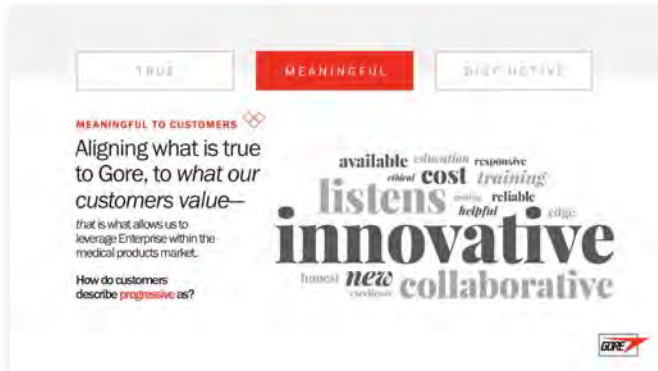 TRUE
MEANINGFUL
DISTINCTIVE
MEANINGFUL TO CUSTOMERS
Aligning what is true
to Gore, to what our
customers value—
that is what allows us to
leverage Enterprise within the
medical products market.
How do customers
describe progressive as?
available education responsive
ethical cost training
listens reliable
helpful edge
innovative
honest new collaborative
excellence
GORE